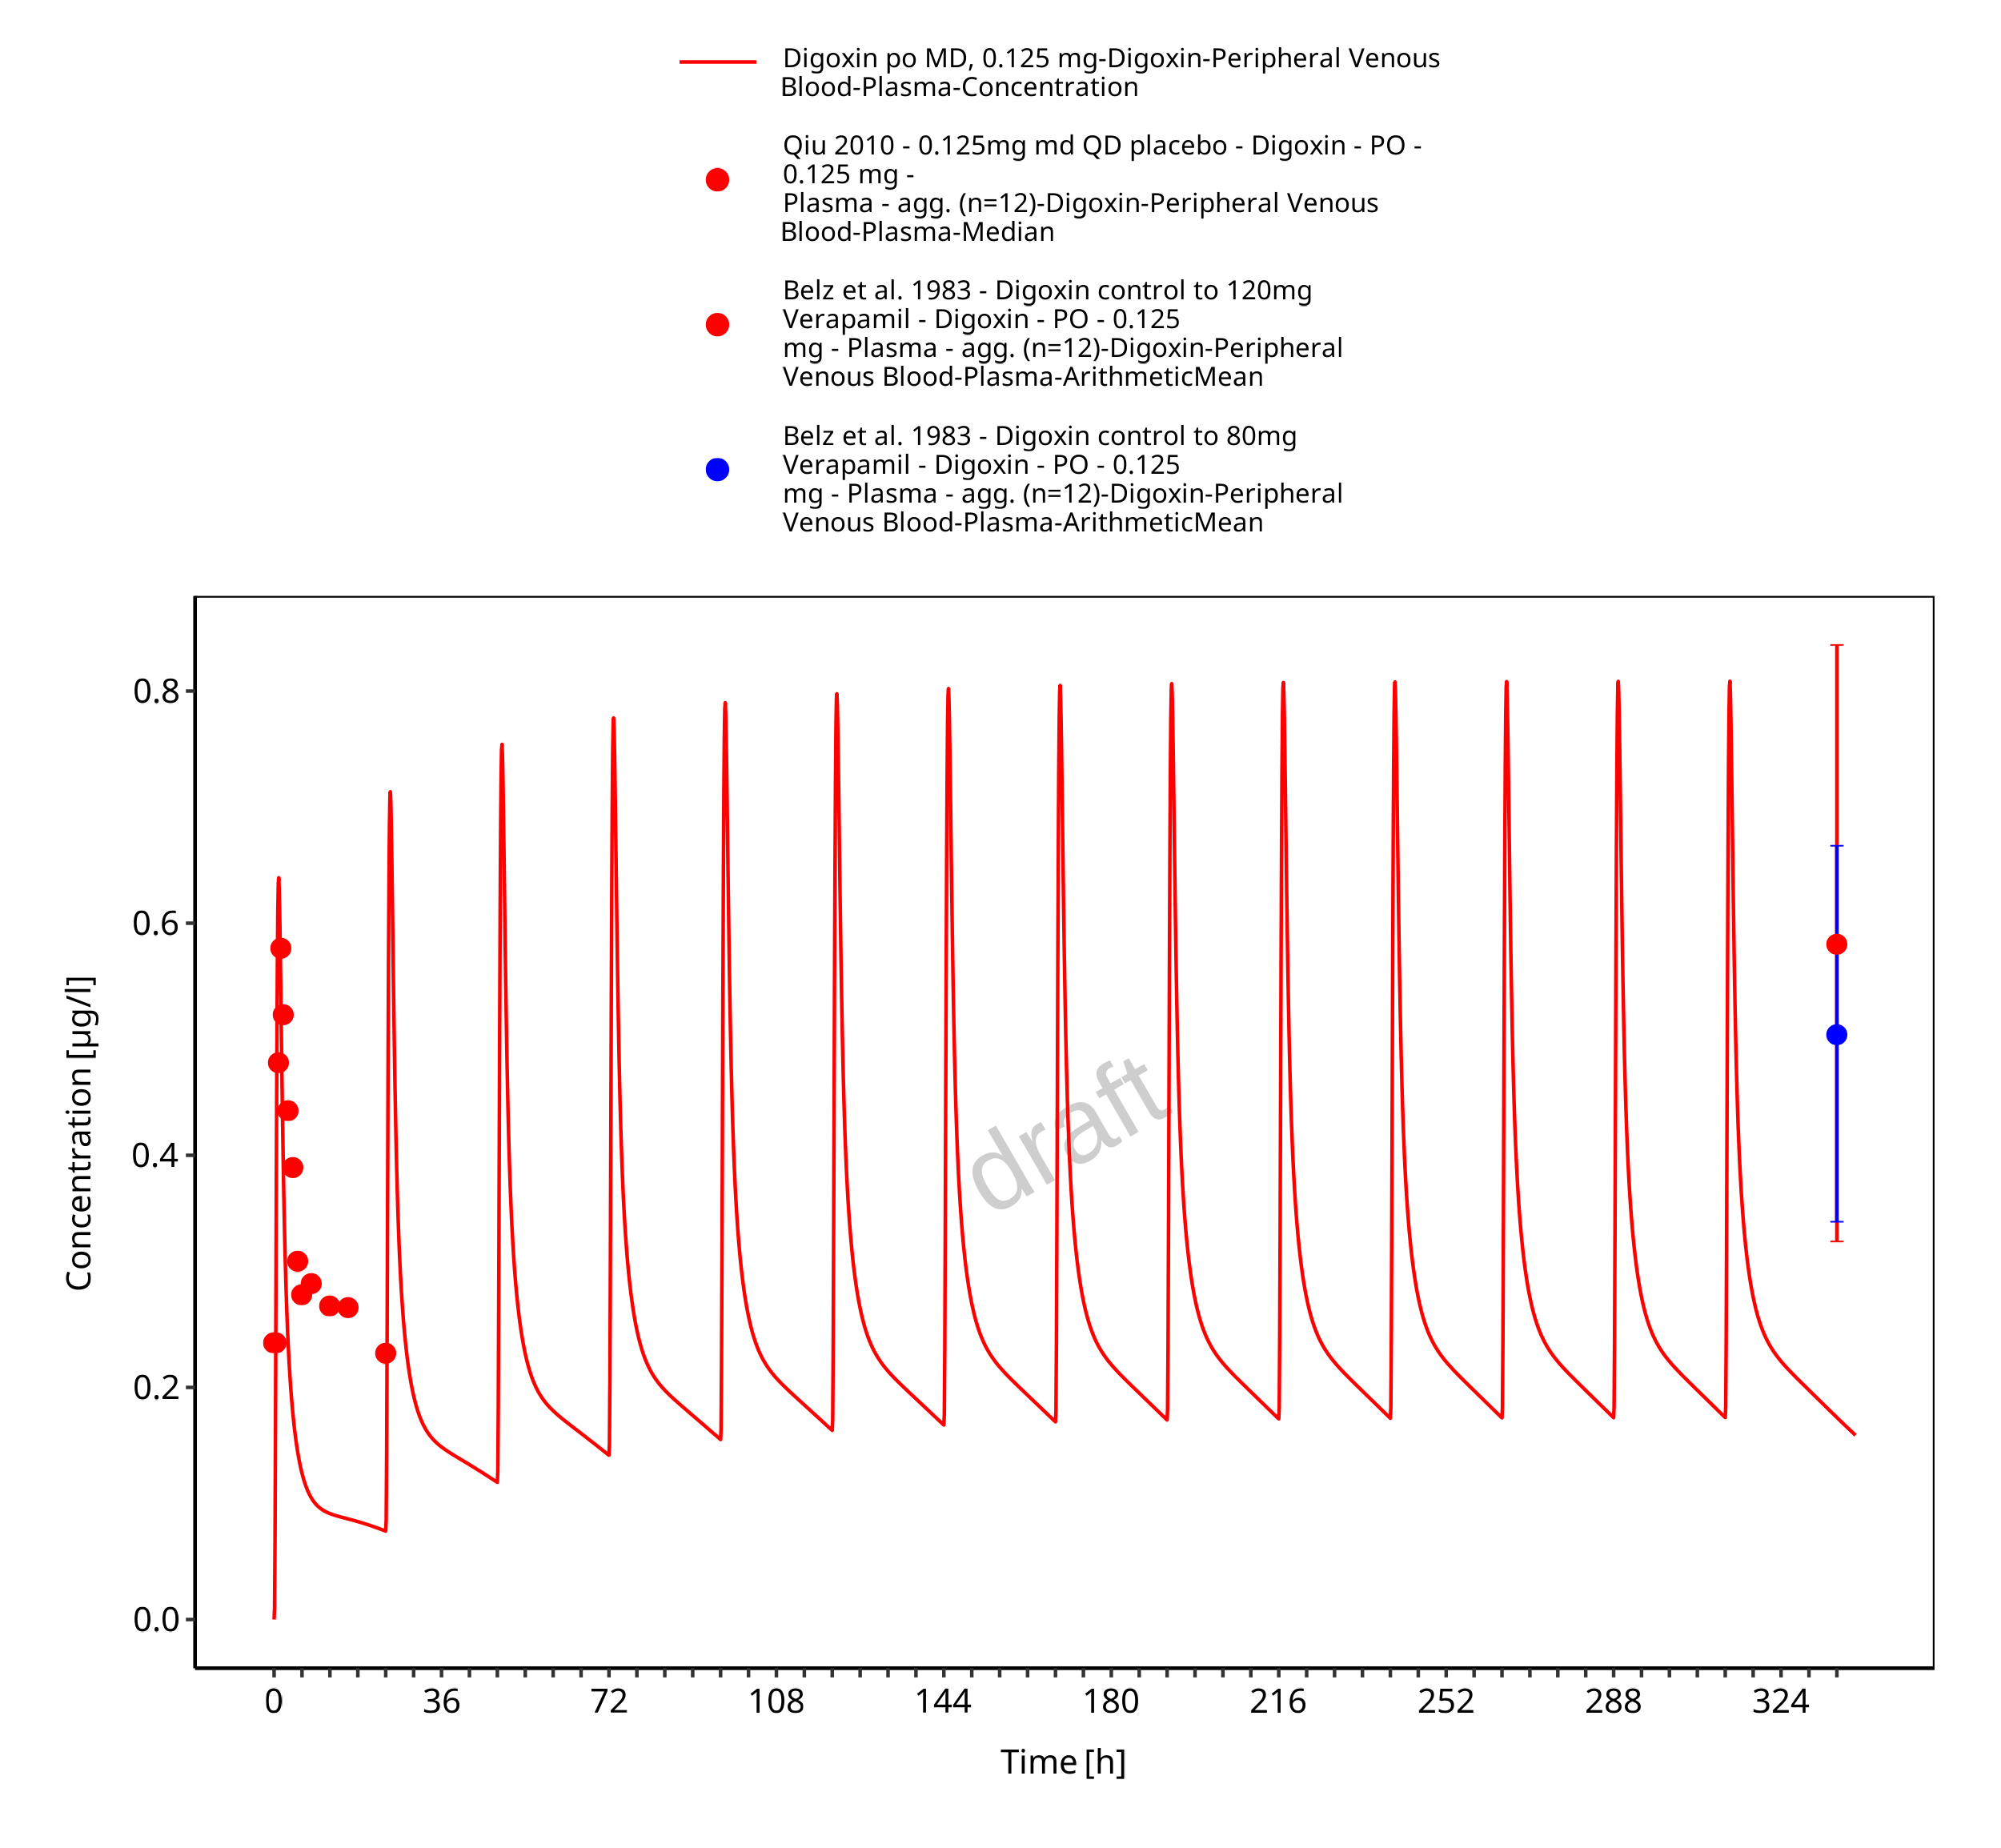 Digoxin po MD, 0.125 mg-Digoxin-Peripheral Venous
Blood-Plasma-Concentration
Qiu 2010 - 0.125mg md QD placebo - Digoxin - PO -
0.125 mg -
Plasma - agg. (n=12)-Digoxin-Peripheral Venous
Blood-Plasma-Median
Belz et al. 1983 - Digoxin control to 120mg
Verapamil - Digoxin - PO - 0.125
mg - Plasma - agg. (n=12)-Digoxin-Peripheral
Venous Blood-Plasma-ArithmeticMean
Belz et al. 1983 - Digoxin control to 80mg
Verapamil - Digoxin - PO - 0.125
mg - Plasma - agg. (n=12)-Digoxin-Peripheral
Venous Blood-Plasma-ArithmeticMean
Concentration [µg/l]
0.8
0.6
0.4
0.2
0.0
draft
0 36 72 108 144 180 216 252 288 324
Time [h]